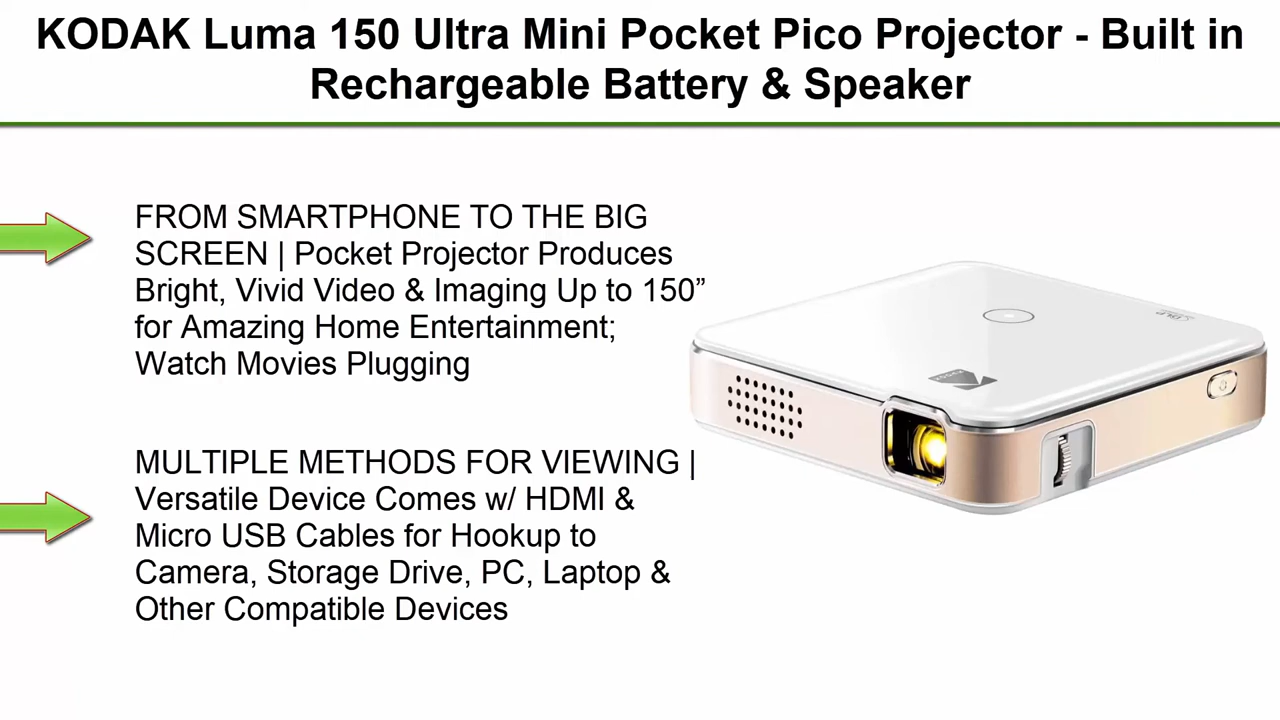 KODAK Luma 150 Ultra Mini Pocket Pico Projector - Built in
Rechargeable Battery & Speaker
FROM SMARTPHONE TO THE BIG
SCREEN | Pocket Projector Produces
Bright, Vivid Video & Imaging Up to 150”
for Amazing Home Entertainment;
Watch Movies Plugging
MULTIPLE METHODS FOR VIEWING |
Versatile Device Comes w/ HDMI &
Micro USB Cables for Hookup to
Camera, Storage Drive, PC, Laptop &
Other Compatible Devices
DLP
KODAK